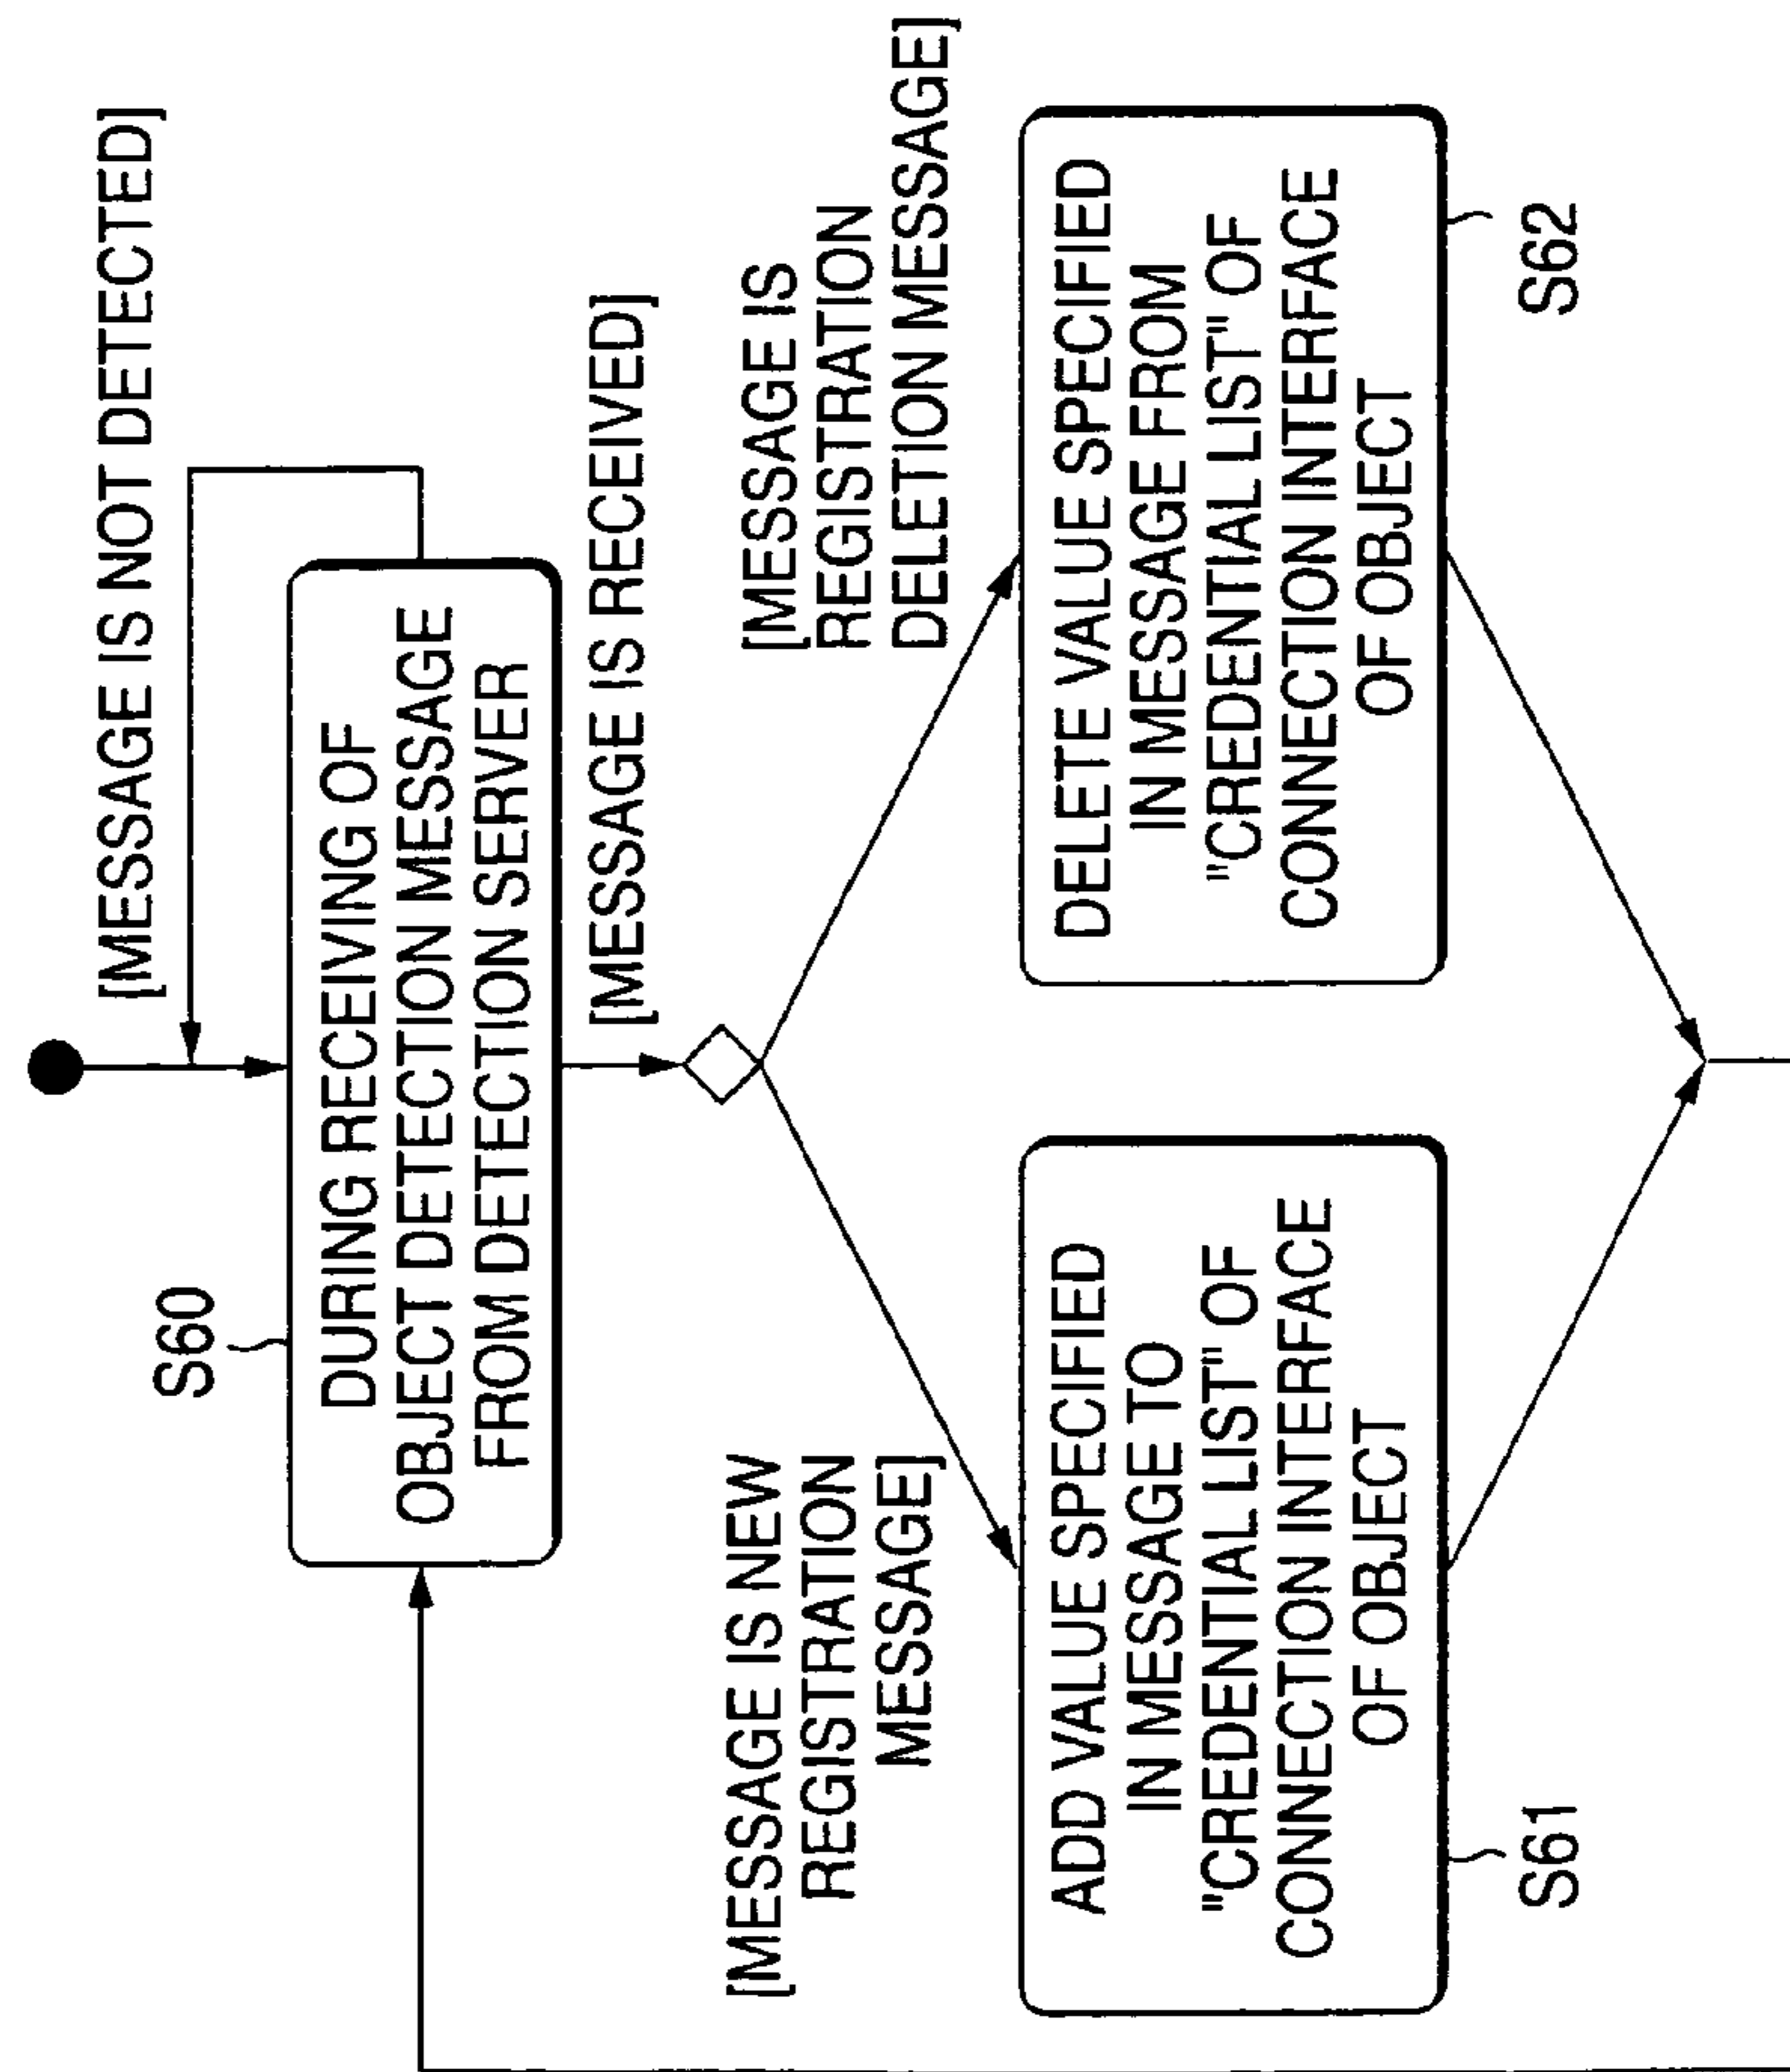 [MESSAGE IS NOT DETECTED]
S60
DURING RECEIVING OF
OBJECT DETECTION MESSAGE
FROM DETECTION SERVER
[MESSAGE IS RECEIVED]
[MESSAGE IS NEW
REGISTRATION
MESSAGE]
[MESSAGE IS
REGISTRATION
DELETION MESSAGE]
ADD VALUE SPECIFIED
IN MESSAGE TO
"CREDENTIAL LIST" OF
CONNECTION INTERFACE
OF OBJECT
S61
DELETE VALUE SPECIFIED
IN MESSAGE FROM
"CREDENTIAL LIST" OF
CONNECTION INTERFACE
OF OBJECT
S62